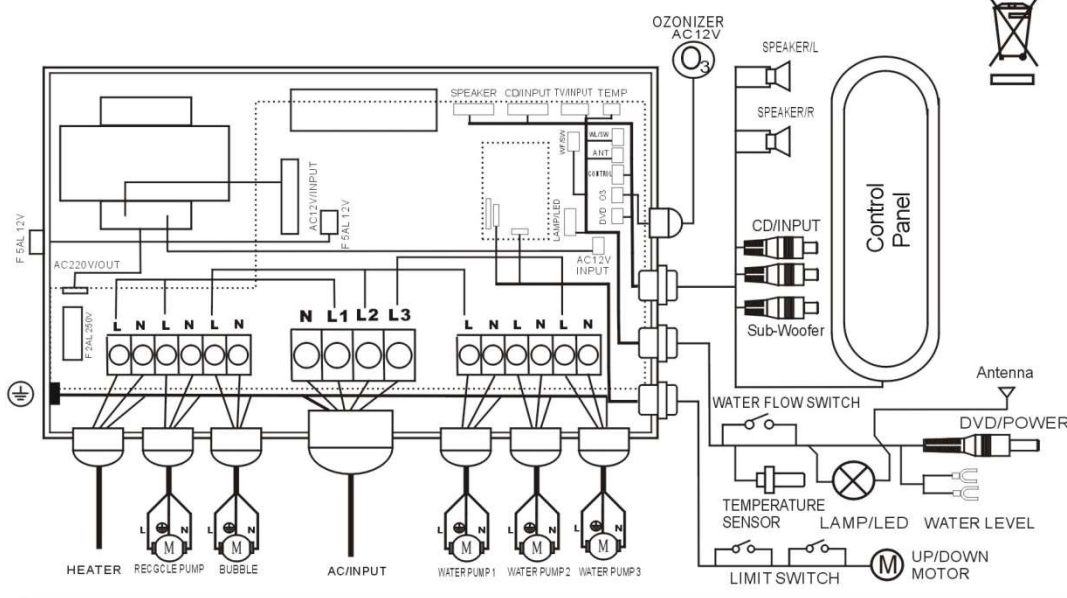 OZONIZER
AC12V
O3
SPEAKER/L
SPEAKER/R
SPEAKER CD/INPUT TV/INPUT TEMP
WF/SW
WL/SW
ANT
CONTROL
O3
DVD
LAMP/LED
AC12V/INPUT
F 5AL 12V
F 5AL 12V
AC12V
INPUT
AC220V/OUT
F 2AL 250V
L N L N L N
N L1 L2 L3
L N L N L N
CD/INPUT
Sub-Woofer
Control
Panel
Antenna
WATER FLOW SWITCH
DVD/POWER
TEMPERATURE
SENSOR
LAMP/LED
WATER LEVEL
L N
M
L N
M
L N
M
L N
M
L N
M
HEATER
RECGCLE PUMP
BUBBLE
AC/INPUT
WATER PUMP 1
WATER PUMP 2
WATER PUMP 3
LIMIT SWITCH
M
UP/DOWN
MOTOR